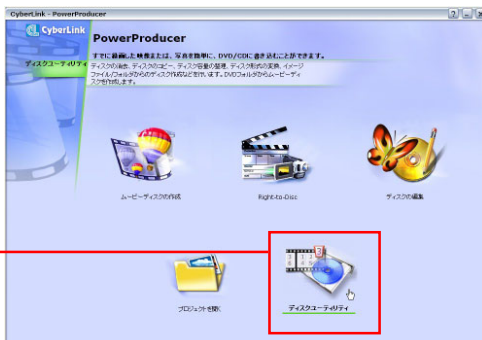 CyberLink - PowerProducer
CyberLink
PowerProducer
すでに録画した映像または、写真を簡単に、DVD/CDに書き込むことができます。
ディスクユーティリティ
ディスクの消去、ディスクのコピー、ディスク容量の整理、ディスク形式の変換、イメージ
ファイル/フォルダからのディスク作成などを行います。DVDフォルダからムービーディ
スクを作成します。
ムービーディスクの作成
Right-to-Disc
ディスクの編集
プロジェクトを開く
3
ディスクユーティリティ